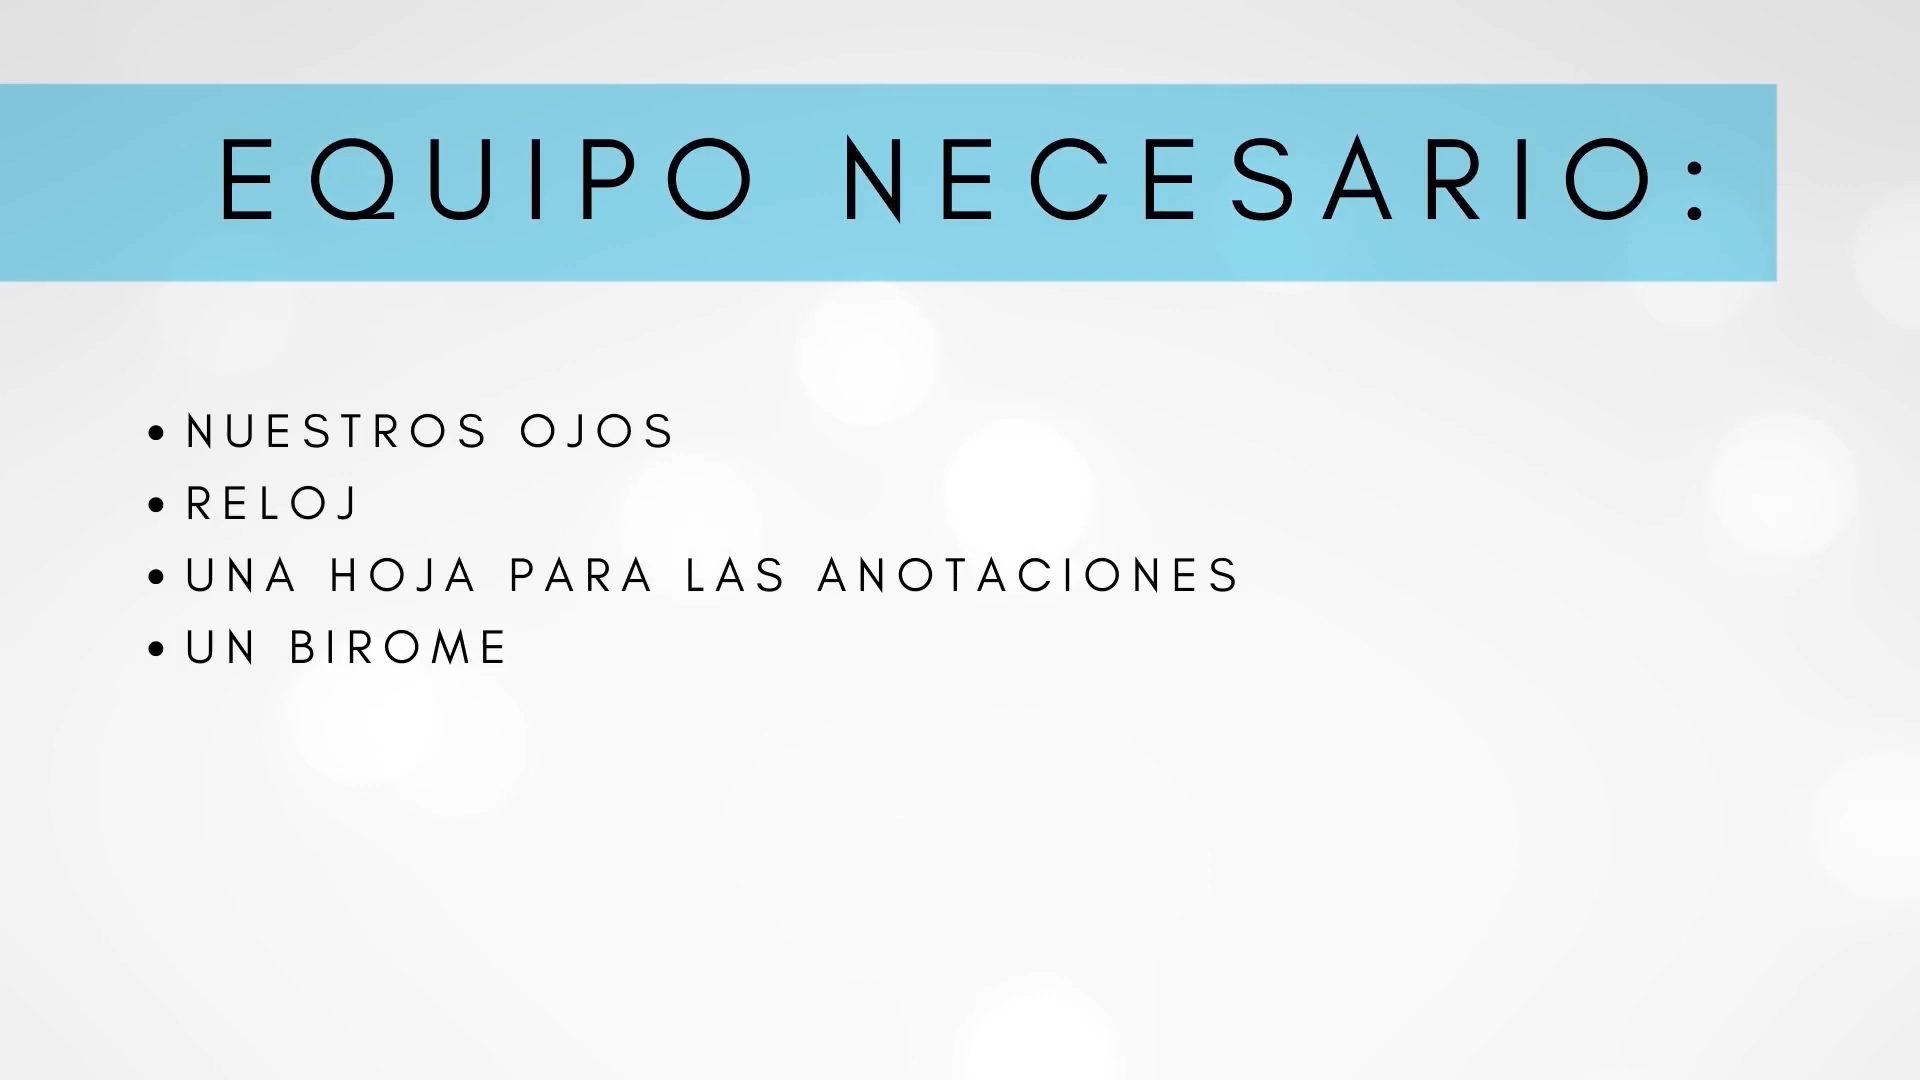 EQUIPO NECESARIO:
• NUESTROS OJOS
• RELOJ
• UNA HOJA PARA LAS ANOTACIONES
• UN BIROME